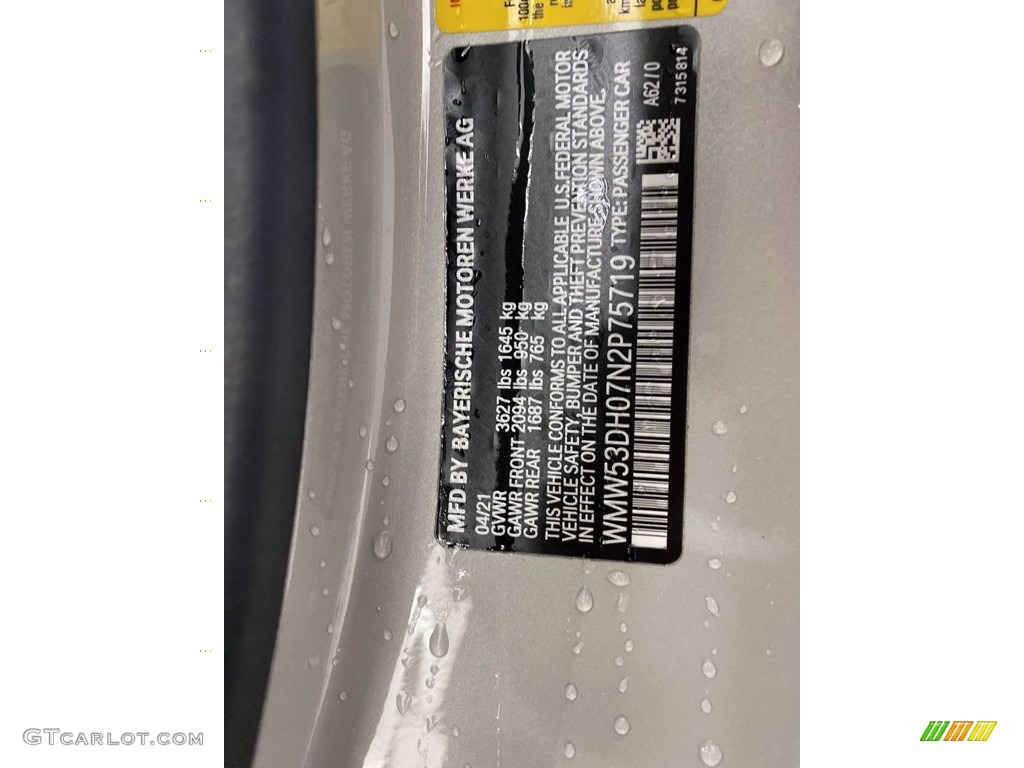 MFD BY BAYERISCHE MOTOREN WERKE AG
04/21
GVWR 3627 lbs 1645 kg
GAWR FRONT 2094 lbs 950 kg
GAWR REAR 1687 lbs 765 kg
THIS VEHICLE CONFORMS TO ALL APPLICABLE U.S.FEDERAL MOTOR
VEHICLE SAFETY, BUMPER AND THEFT PREVENTION STANDARDS
IN EFFECT ON THE DATE OF MANUFACTURE SHOWN ABOVE.
WMW53DH07N2P75719 TYPE: PASSENGER CAR
A62/0
7315814
GTCARLOT.COM